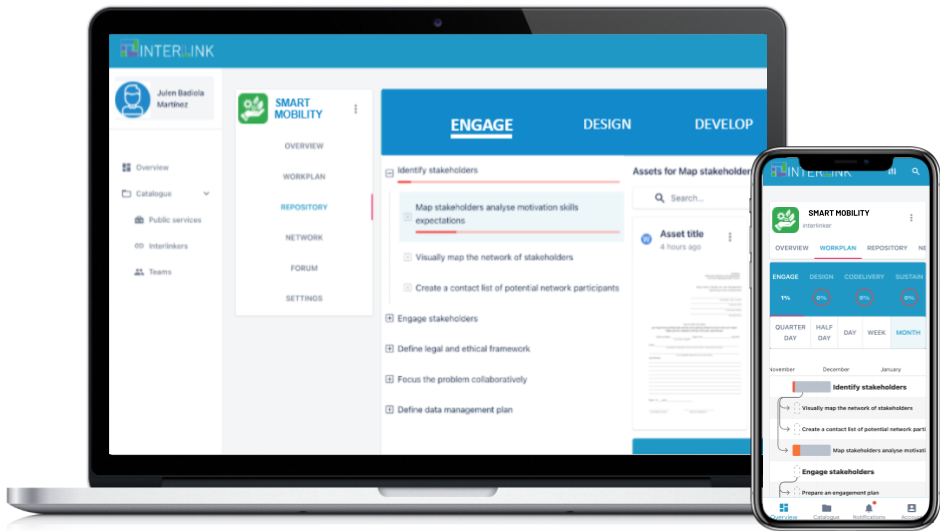 INTERLINK
Julen Badiola
Martínez
Overview
Catalogue
Public services
Interlinkers
Teams
SMART
MOBILITY
OVERVIEW
WORKPLAN
REPOSITORY
NETWORK
FORUM
SETTINGS
ENGAGE
DESIGN
DEVELOP
Identify stakeholders
Map stakeholders analyse motivation skills
expectations
Visually map the network of stakeholders
Create a contact list of potential network participants
Engage stakeholders
Define legal and ethical framework
Focus the problem collaboratively
Define data management plan
Assets for Map stakeholder
Search...
W
Asset title
4 hours ago
INTERLINK
SMART MOBILITY
interlinker
OVERVIEW
WORKPLAN
REPOSITORY
NE
ENGAGE
DESIGN
CODELIVERY
SUSTAIN
1%
0%
0%
0%
QUARTER
DAY
HALF
DAY
DAY
WEEK
MONTH
November
December
January
Identify stakeholders
Visually map the network of stakeholders
Create a contact list of potential network parti
Map stakeholders analyse motivati
Engage stakeholders
Prepare an engagement plan
Overview
Catalogue
Notifications
Accoun